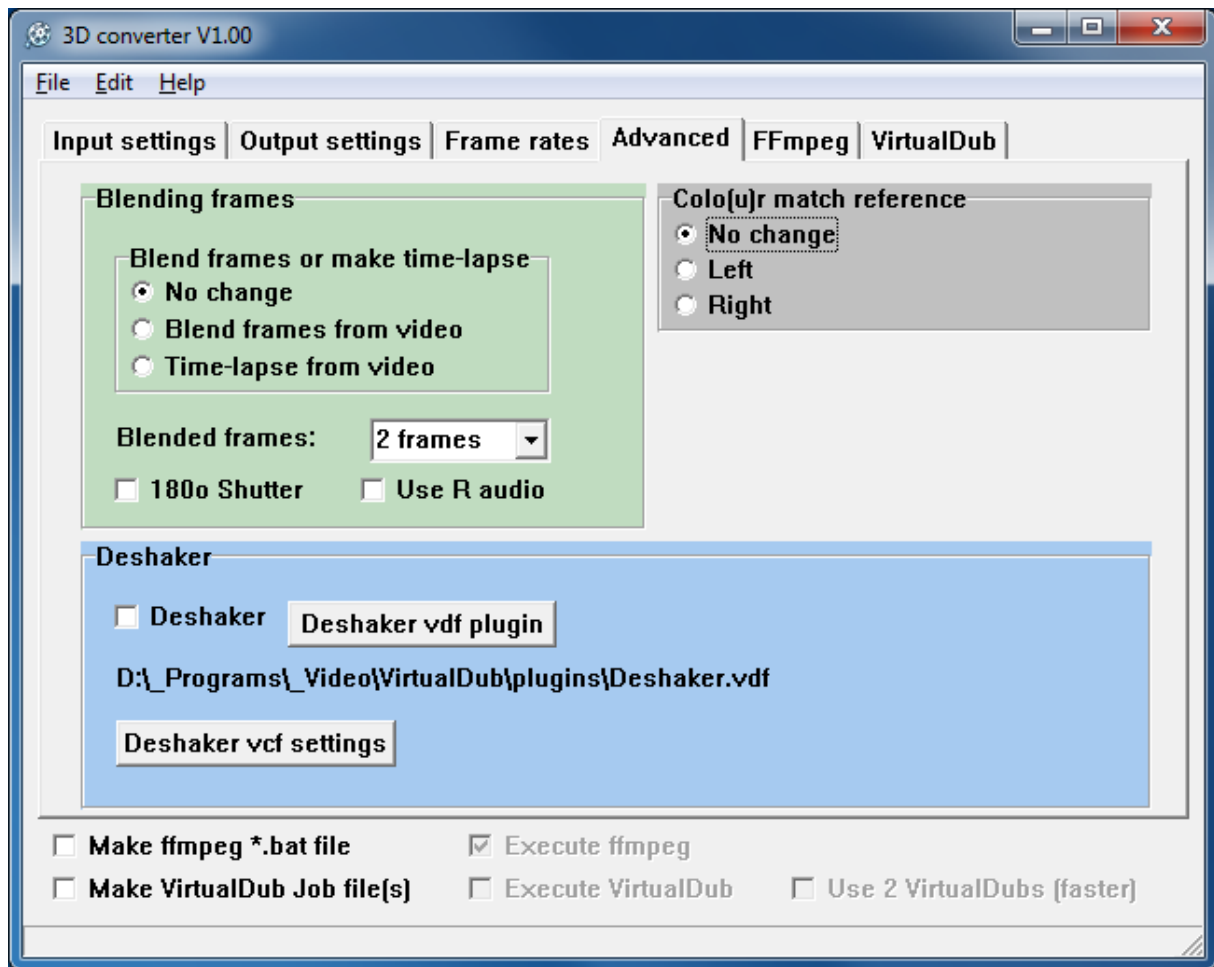 3D converter V1.00
File Edit Help
Input settings Output settings Frame rates Advanced FFmpeg VirtualDub
Blending frames
Blend frames or make time-lapse
No change
Blend frames from video
Time-lapse from video
Blended frames: 2 frames
180o Shutter Use R audio
Colo(u)r match reference
No change
Left
Right
Deshaker
Deshaker Deshaker vdf plugin
D:\_Programs\_Video\VirtualDub\plugins\Deshaker.vdf
Deshaker vcf settings
Make ffmpeg *.bat file Execute ffmpeg
Make VirtualDub Job file(s) Execute VirtualDub Use 2 VirtualDubs (faster)